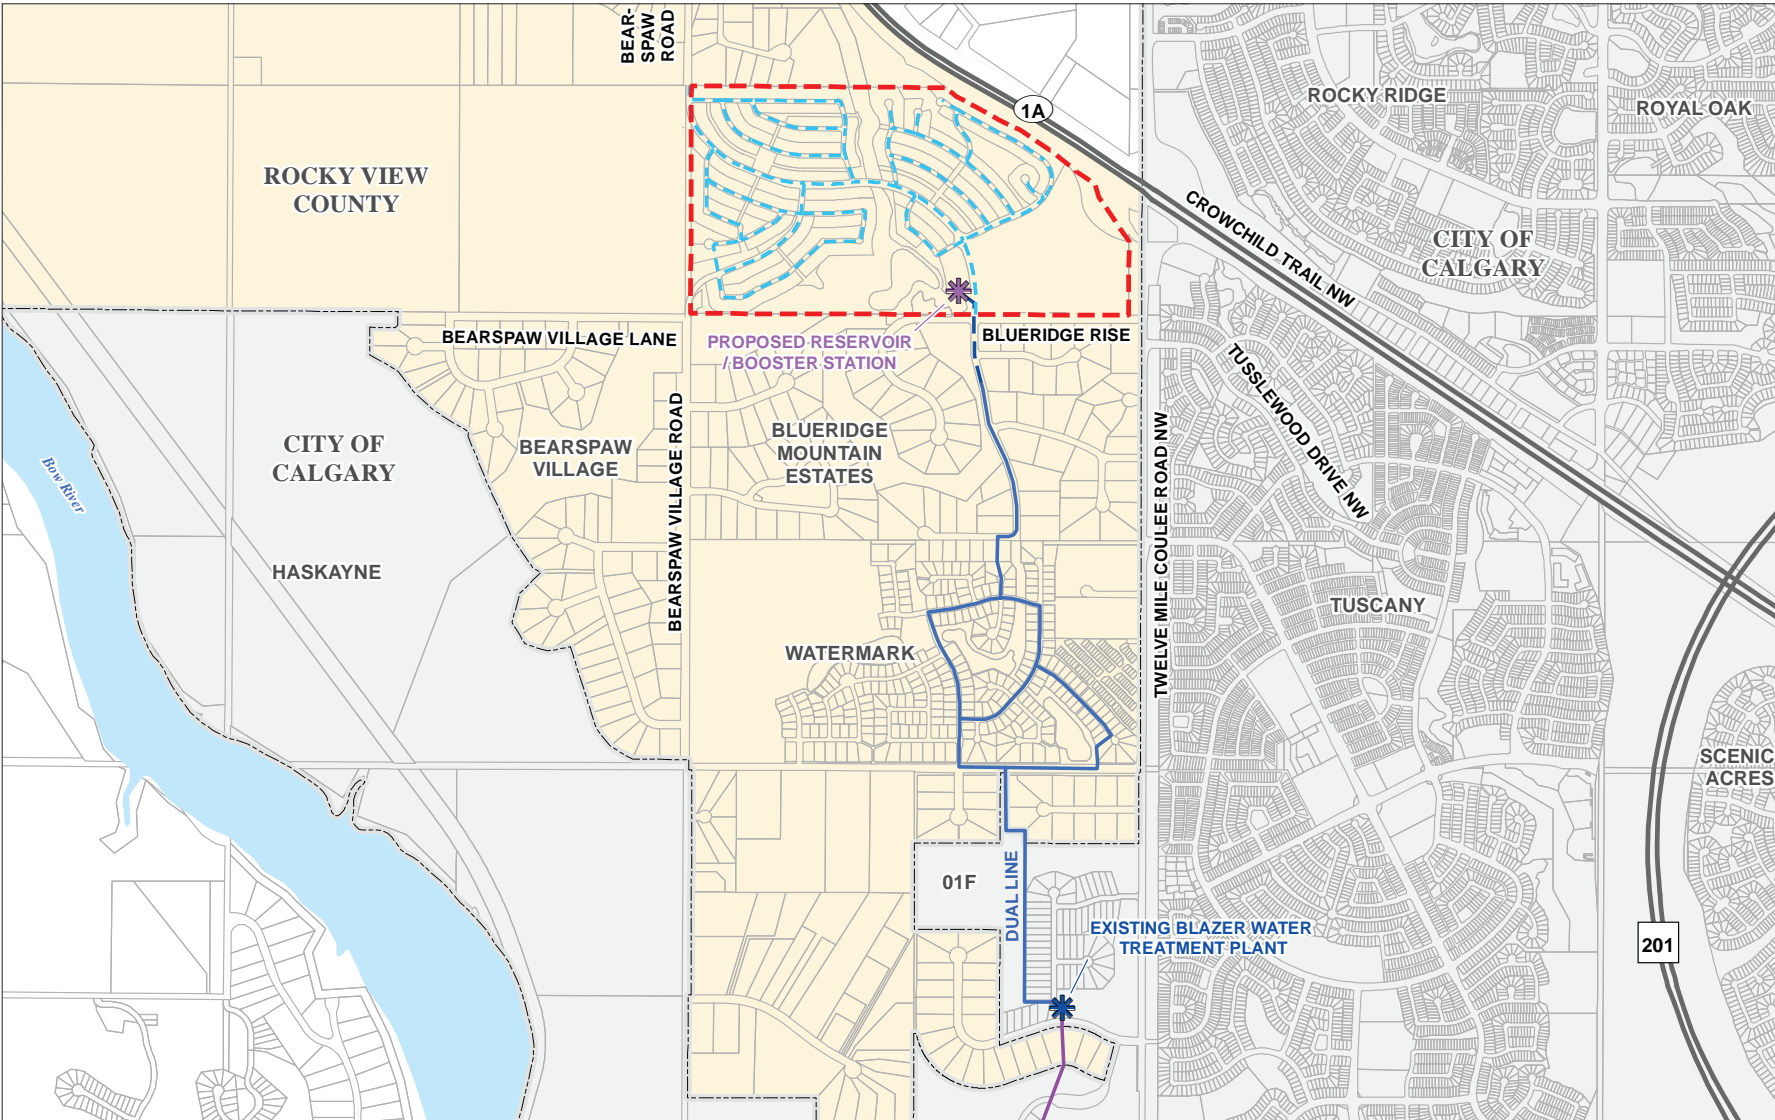 BEAR-
SPAW
ROAD
1A
ROCKY RIDGE
ROYAL OAK
ROCKY VIEW
COUNTY
CROWCHILD TRAIL NW
CITY OF
CALGARY
BEARSPAW VILLAGE LANE
PROPOSED RESERVOIR
/ BOOSTER STATION
BLUERIDGE RISE
TUSSLEWOOD DRIVE NW
CITY OF
CALGARY
Bow River
BEARSPAW
VILLAGE
BEARSPAW VILLAGE ROAD
BLUERIDGE
MOUNTAIN
ESTATES
TWELVE MILE COULEE ROAD NW
HASKAYNE
TUSCANY
WATERMARK
SCENIC
ACRES
01F
DUAL LINE
EXISTING BLAZER WATER
TREATMENT PLANT
201